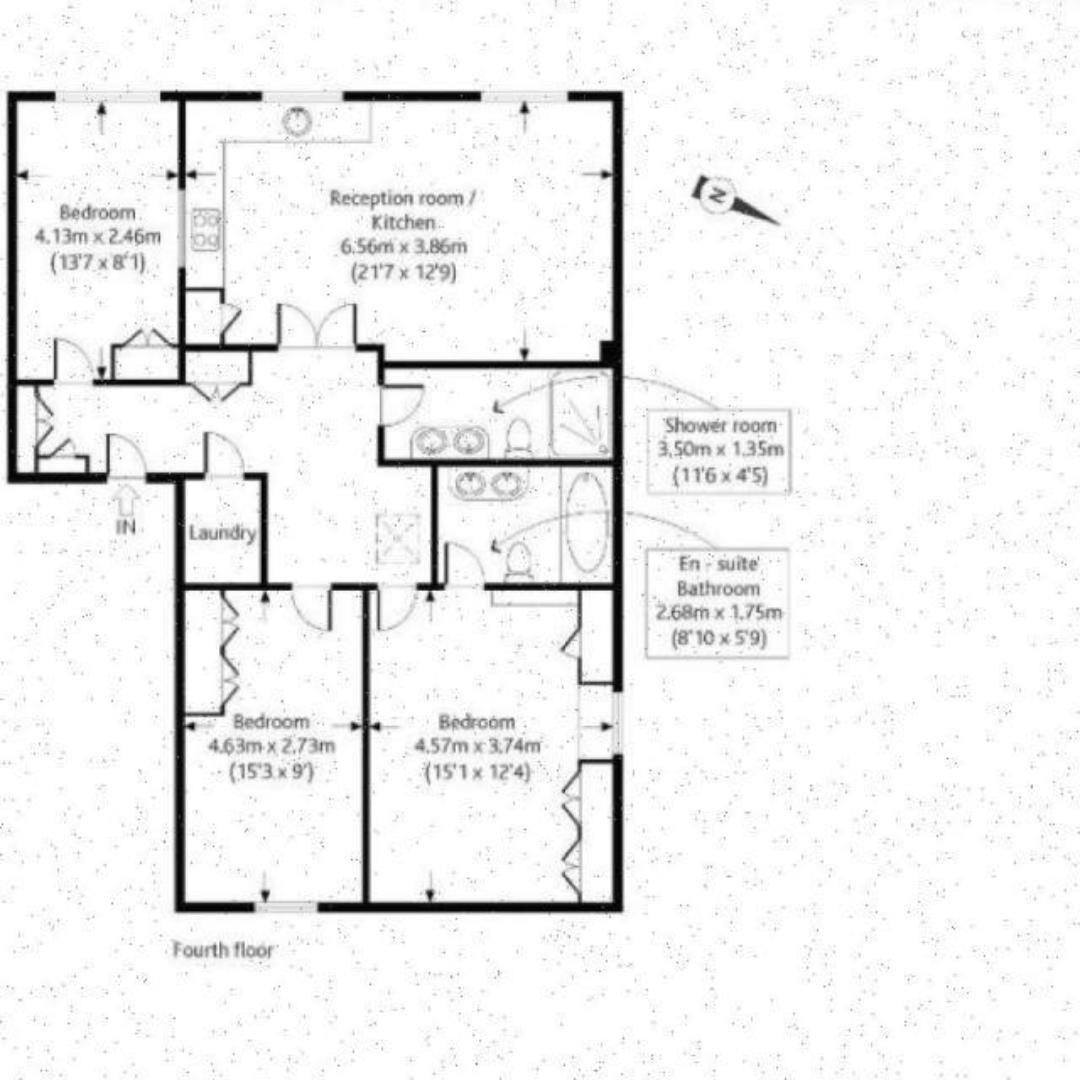 Bedroom
4.13m x 2.46m
(13'7 x 8'1)
Reception room /
Kitchen
6.56m x 3.86m
(21'7 x 12'9)
N
Shower room
3.50m x 1.35m
(11'6 x 4'5)
IN
Laundry
En - suite
Bathroom
2.68m x 1.75m
(8'10 x 5'9)
Bedroom
4.63m x 2.73m
(15'3 x 9')
Bedroom
4.57m x 3.74m
(15'1 x 12'4)
Fourth floor